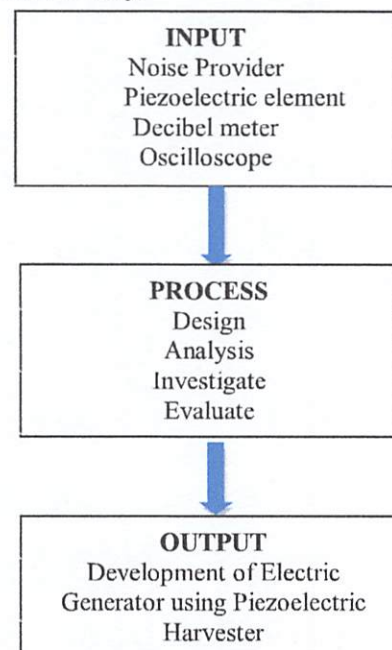 INPUT
Noise Provider
Piezoelectric element
Decibel meter
Oscilloscope
PROCESS
Design
Analysis
Investigate
Evaluate
OUTPUT
Development of Electric
Generator using Piezoelectric
Harvester